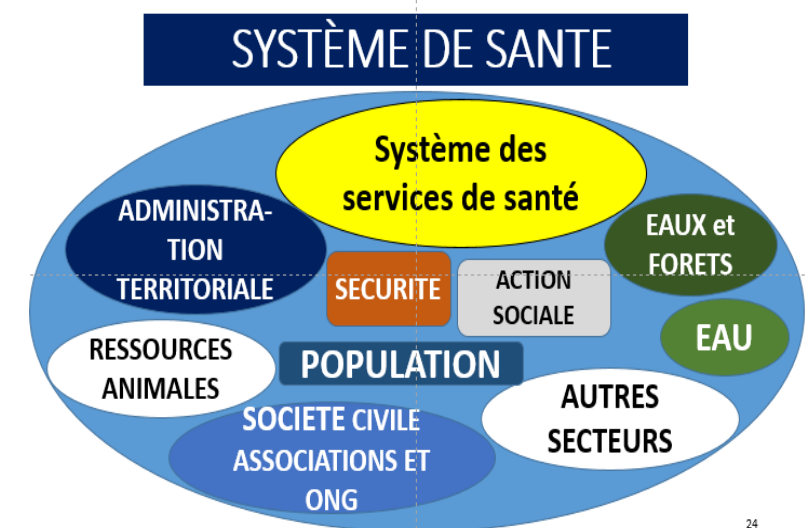 SYSTÈME DE SANTE
Système des
services de santé
ADMINISTRA-
TION
TERRITORIALE
EAUX et
FORETS
SECURITE
ACTION
SOCIALE
EAU
RESSOURCES
ANIMALES
POPULATION
AUTRES
SECTEURS
SOCIETE CIVILE
ASSOCIATIONS ET
ONG
24